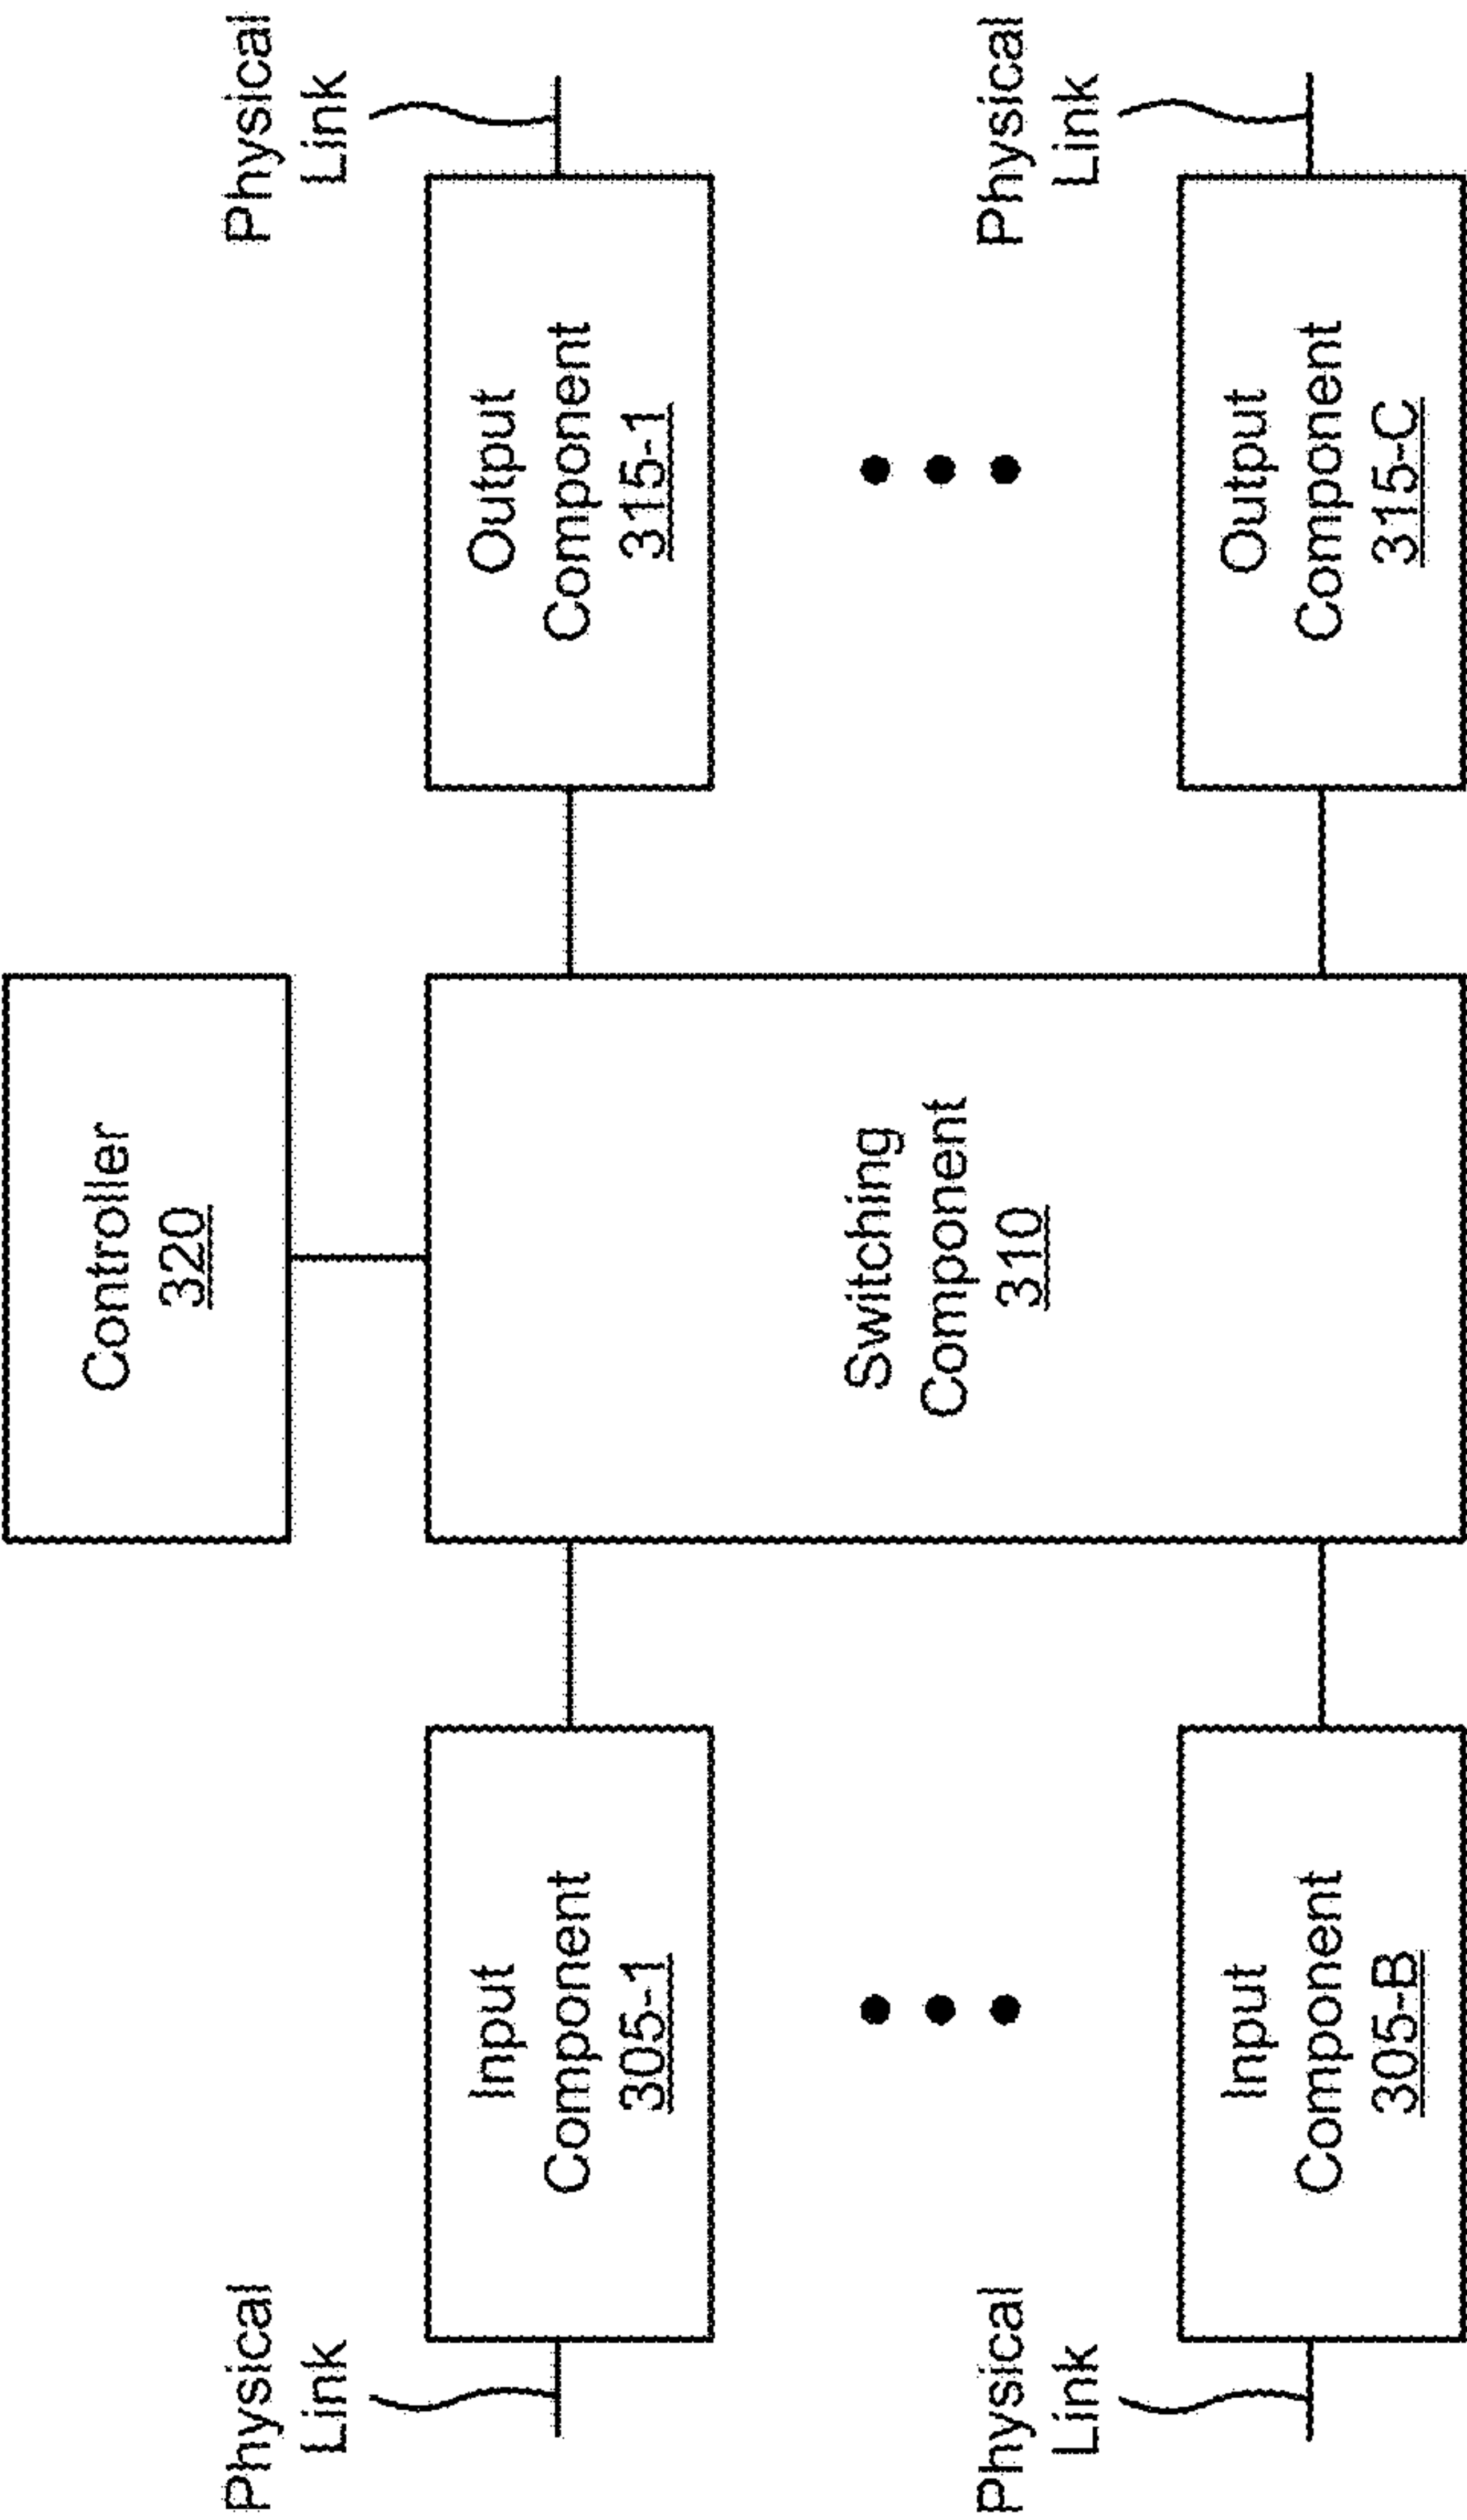 Controller
320
Physical
Link
Physical
Link
Input
Component
305-1
Switching
Component
310
Output
Component
315-1
Physical
Link
Physical
Link
Input
Component
305-B
Output
Component
315-C